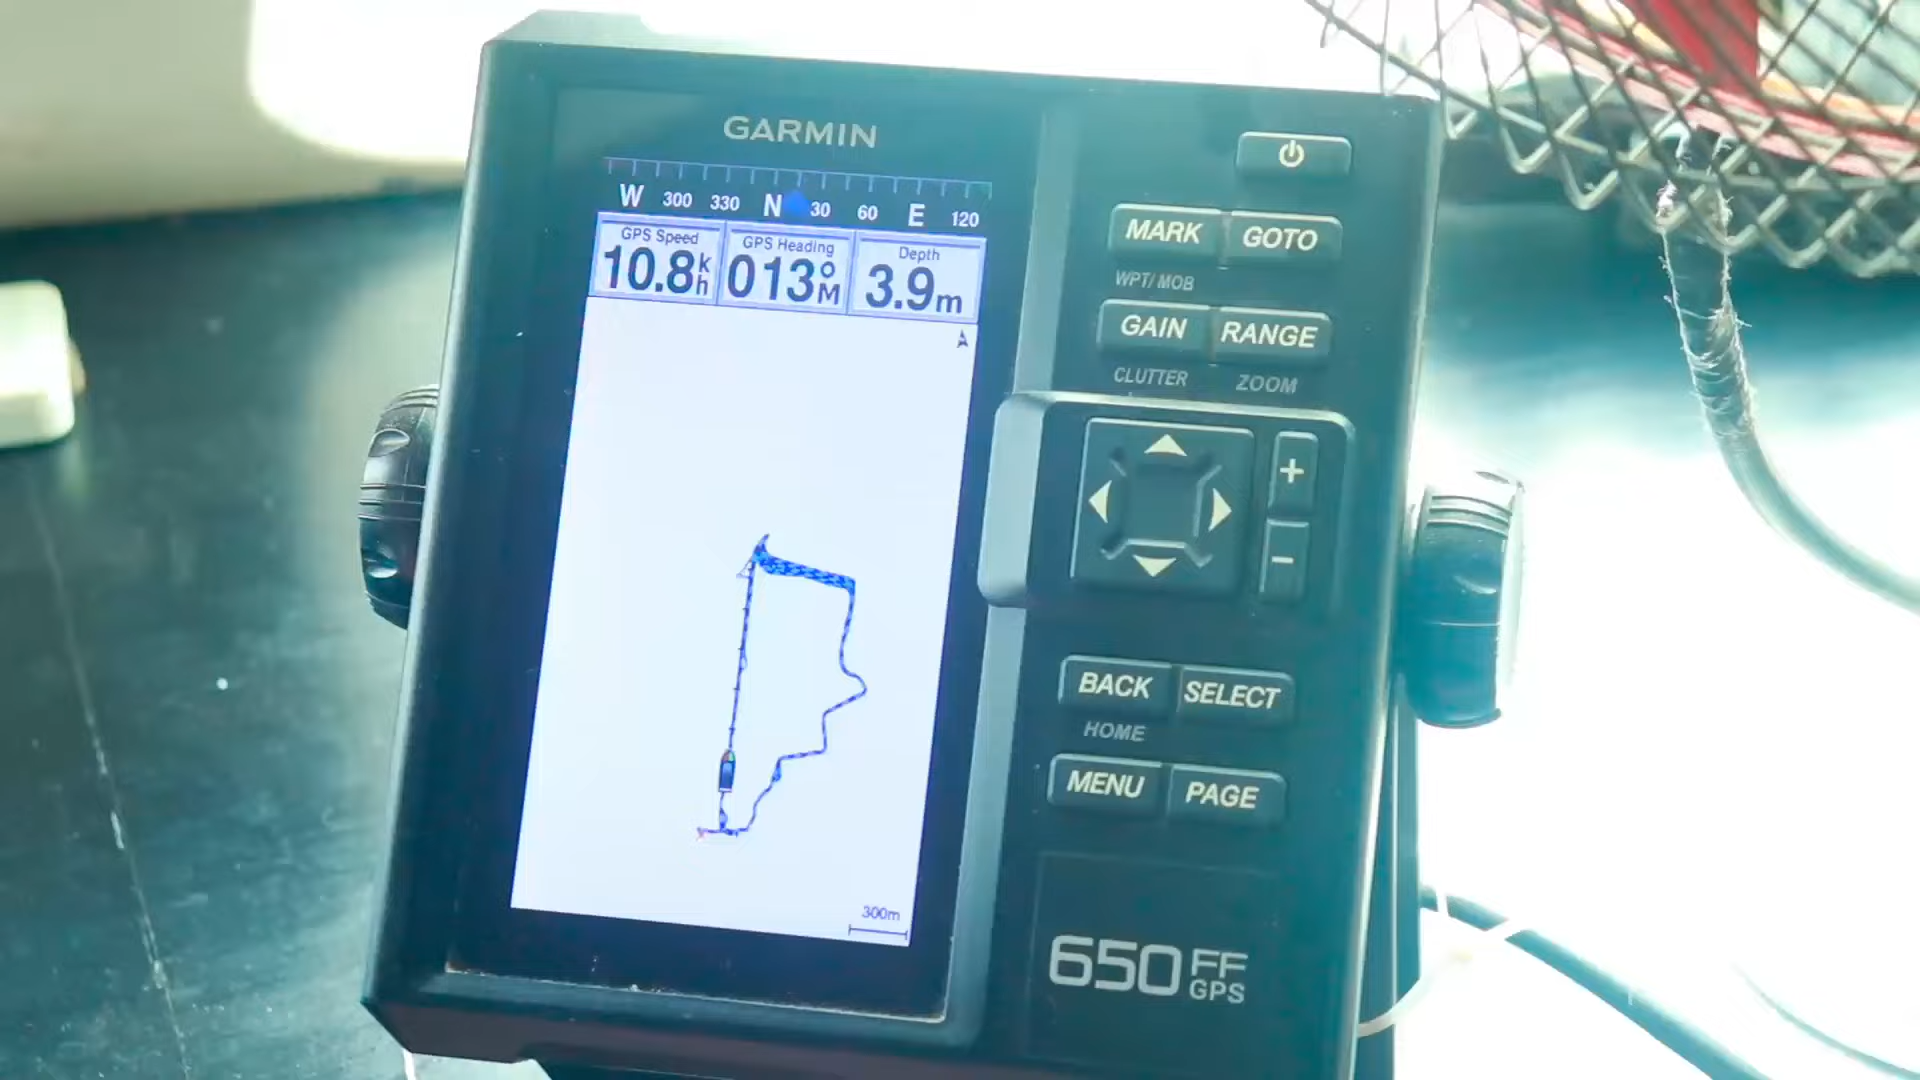 GARMIN
W 300 330 N 30 60 E 120
GPS Speed
10.8kh
GPS Heading
013°M
Depth
3.9m
300m
MARK
GOTO
WPT/ MOB
GAIN
RANGE
CLUTTER
ZOOM
+
-
BACK
SELECT
HOME
MENU
PAGE
650 FF
GPS